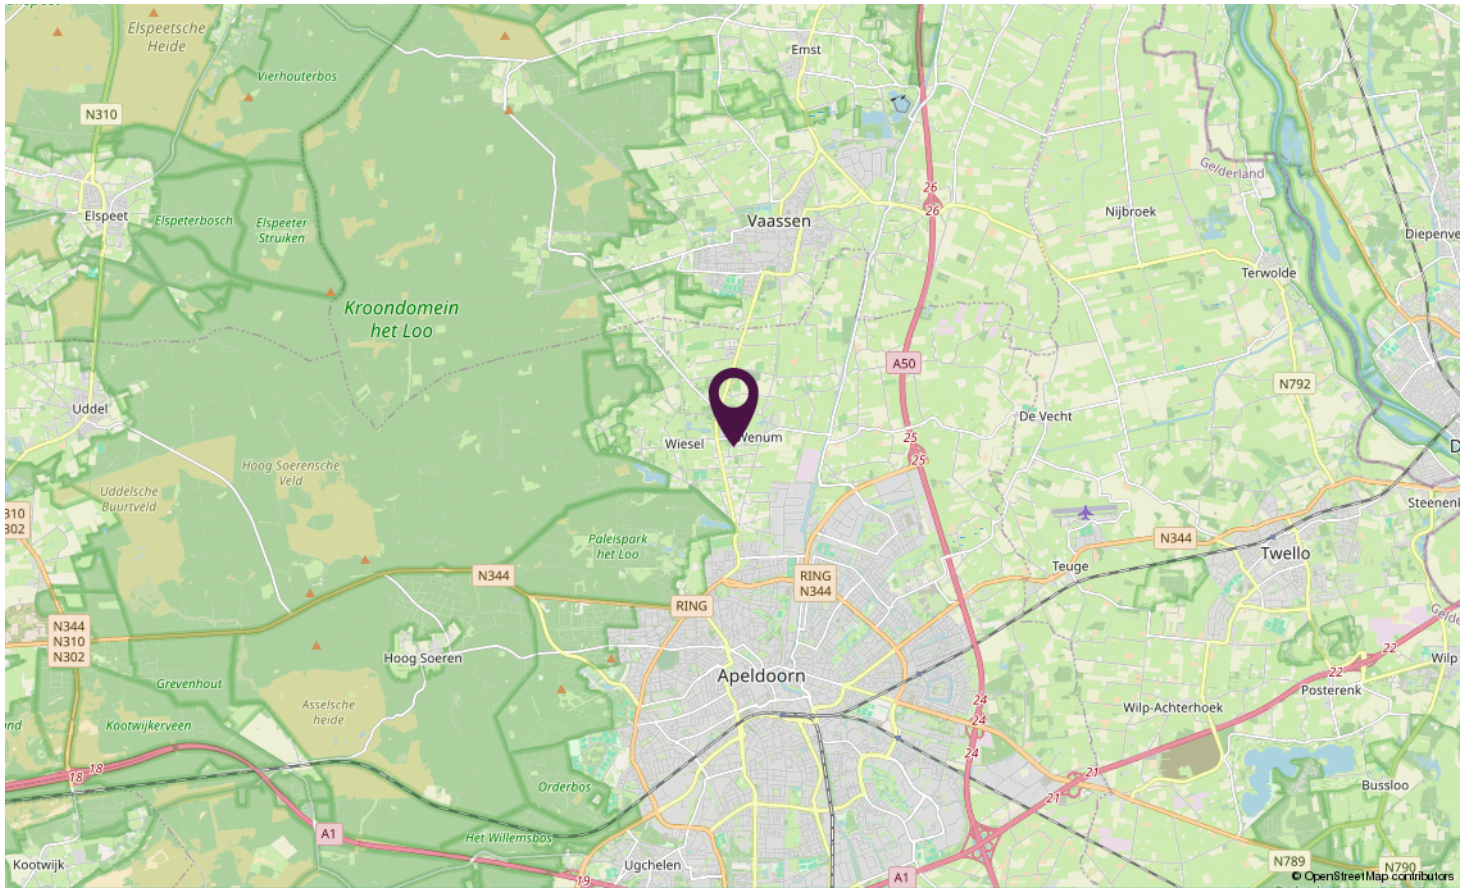 Elspeetsche
Heide
Emst
Vierhouterbos
N310
26
26
Gelderland
Nijbroek
Elspeet
Elspeterbosch
Elspeeter
Struiken
Vaassen
Diepenve
Terwolde
Kroondomein
het Loo
A50
N792
Uddel
De Vecht
Wiesel
Wenum
25
25
D
Hoog Soerensche
Veld
Uddelsche
Buurtveld
310
302
Steenenk
Paleispark
het Loo
N344
Twello
Teuge
N344
RING
N344
RING
N344
N310
N302
Gelde
22
22
Wilp
Hoog Soeren
Apeldoorn
Grevenhout
Posterenk
Asselsche
heide
24
24
Wilp-Achterhoek
nd
Kootwijkerveen
24
18
18
21
21
Orderbos
Bussloo
A1
Het Willemsbos
Kootwijk
Ugchelen
19
A1
N789
N790
© OpenStreetMap contributors